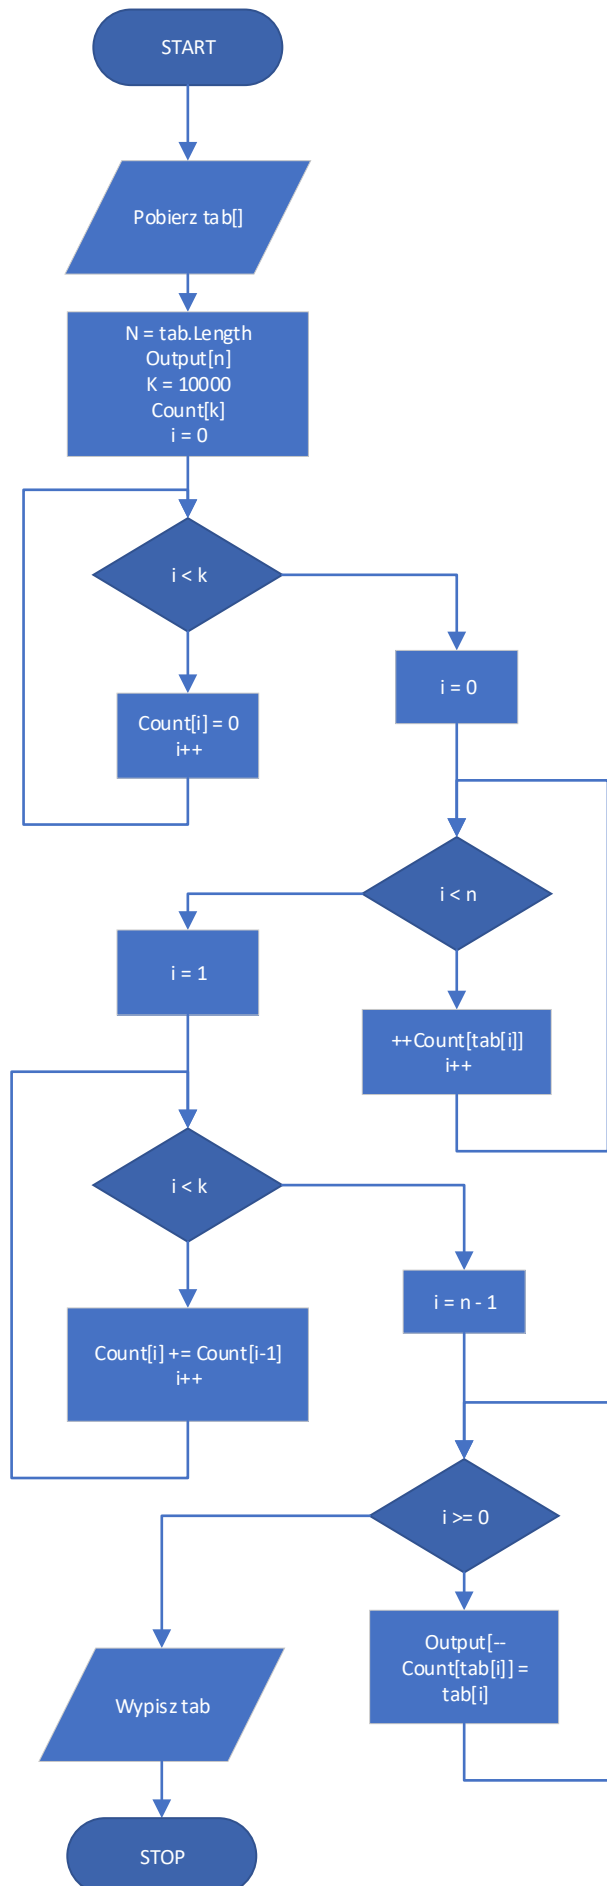 START
Pobierz tab[]
N = tab.Length
Output[n]
K = 10000
Count[k]
i = 0
i < k
i = 0
Count[i] = 0
i++
i < n
i = 1
++Count[tab[i]]
i++
i < k
i = n - 1
Count[i] += Count[i-1]
i++
i >= 0
Output[--
Count[tab[i]] =
tab[i]
Wypisz tab
STOP